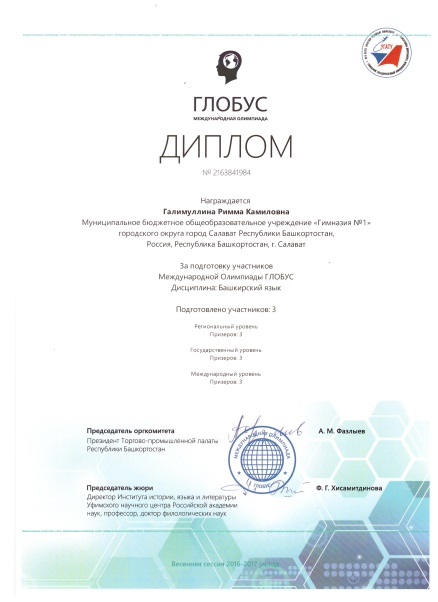 ГЛОБУС
МЕЖДУНАРОДНАЯ ОЛИМПИАДА
ДИПЛОМ
№ 2163841984
Награждается
Галимуллина Римма Камиловна
Муниципальное бюджетное общеобразовательное учреждение «Гимназия №1»
городского округа город Салават Республики Башкортостан,
Россия, Республика Башкортостан, г. Салават
За подготовку участников
Международной Олимпиады ГЛОБУС
Дисциплина: Башкирский язык
Подготовлено участников: 3
Региональный уровень
Призеров: 3
Государственный уровень
Призеров: 3
Международный уровень
Призеров: 3
Председатель оргкомитета
А. М. Фазлыев
Президент Торгово-промышленной палаты
Республики Башкортостан
МЕЖДУНАРОДНАЯ ОЛИМПИАДА
Председатель жюри
Ф. Г. Хисамитдинова
Директор Института истории, языка и литературы
Уфимского научного центра Российской академии
наук, профессор, доктор филологических наук
Весенняя сессия 2016-2017 уч.год